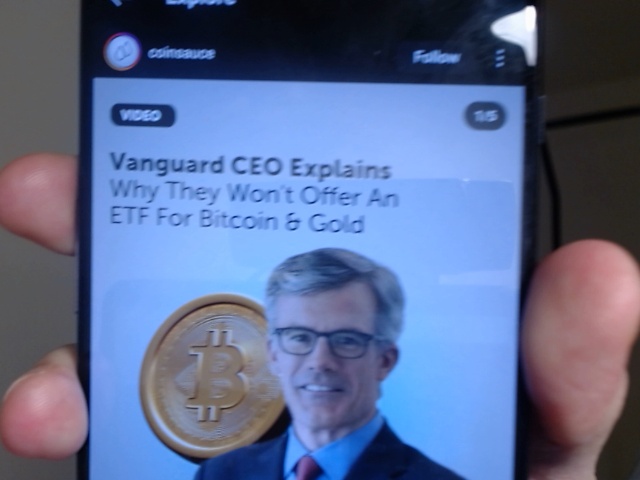 Explore
coinsauce
Follow
VIDEO
1/5
Vanguard CEO Explains
Why They Won't Offer An
ETF For Bitcoin & Gold
B